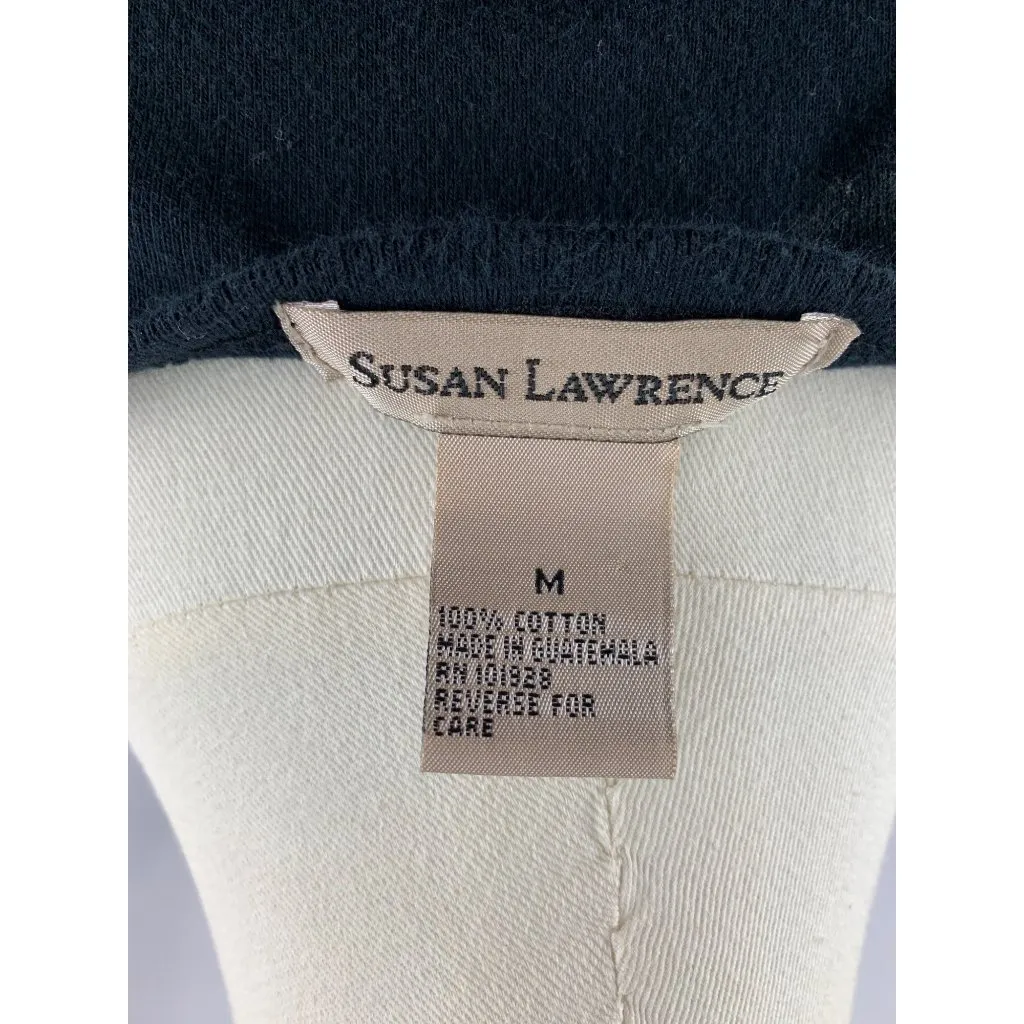 SUSAN LAWRENCE
M
100% COTTON
MADE IN GUATEMALA
RN 101928
REVERSE FOR
CARE